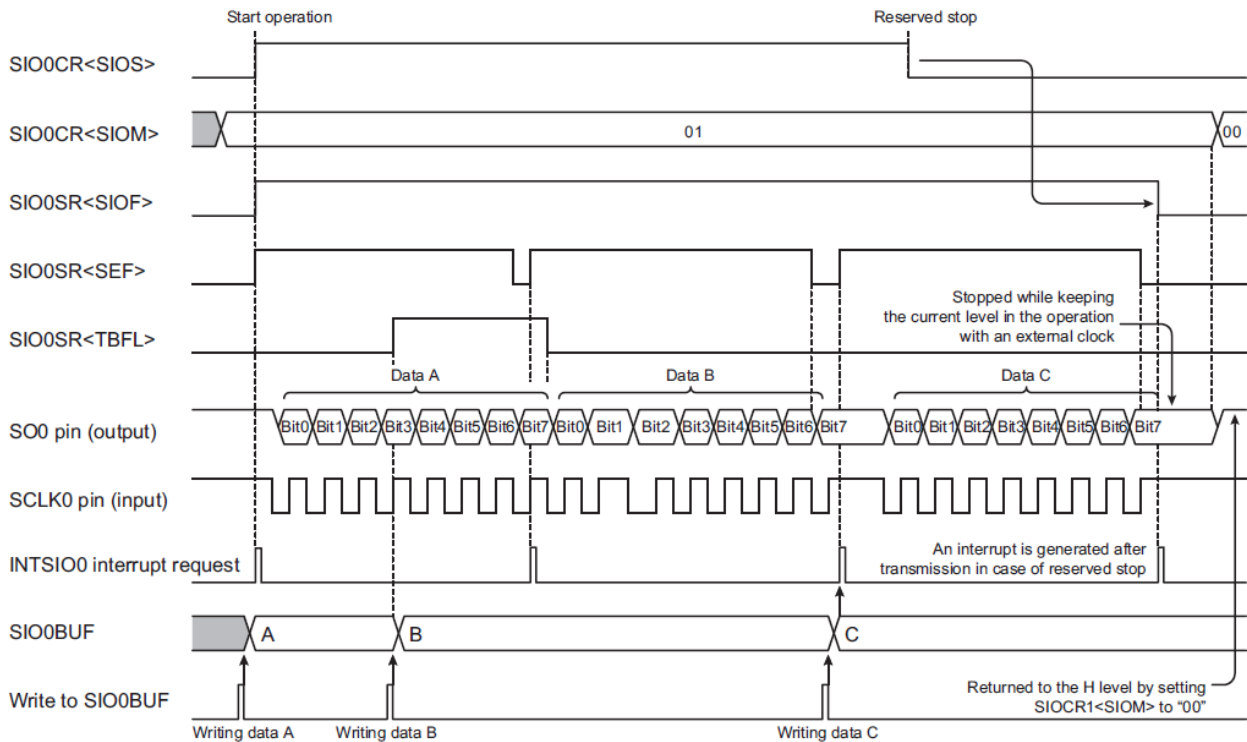 Start operation
Reserved stop
SIO0CR<SIOS>
SIO0CR<SIOM>
01
00
SIO0SR<SIOF>
SIO0SR<SEF>
Stopped while keeping
the current level in the operation
with an external clock
SIO0SR<TBFL>
Data A
Data B
Data C
SO0 pin (output)
Bit0 Bit1 Bit2 Bit3 Bit4 Bit5 Bit6 Bit7 Bit0 Bit1 Bit2 Bit3 Bit4 Bit5 Bit6 Bit7 Bit0 Bit1 Bit2 Bit3 Bit4 Bit5 Bit6 Bit7
SCLK0 pin (input)
INTSIO0 interrupt request
An interrupt is generated after
transmission in case of reserved stop
SIO0BUF
A
B
C
Write to SIO0BUF
Returned to the H level by setting
SIOCR1<SIOM> to “00”
Writing data A
Writing data B
Writing data C